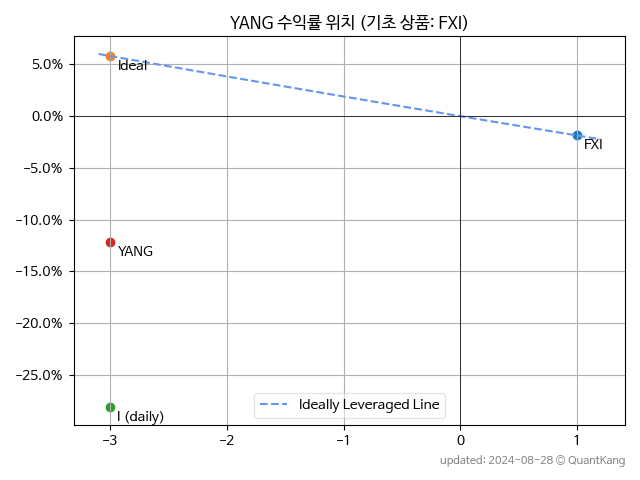 YANG 수익률 위치 (기초 상품: FXI)
5.0%
0.0%
-5.0%
-10.0%
-15.0%
-20.0%
-25.0%
Ideal
FXI
YANG
I (daily)
Ideally Leveraged Line
-3
-2
-1
0
1
updated: 2024-08-28 © QuantKang